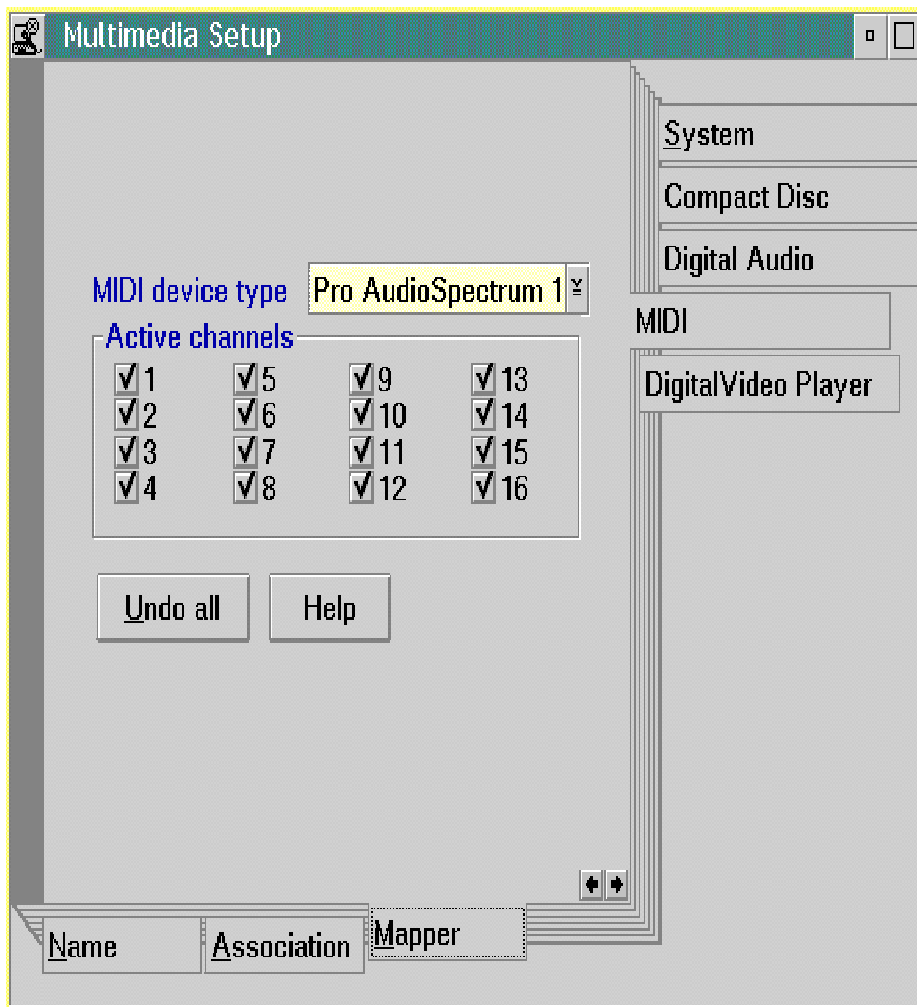 Multimedia Setup
System
Compact Disc
Digital Audio
MIDI
DigitalVideo Player
MIDI device type Pro AudioSpectrum 1
Active channels
1 5 9 13
2 6 10 14
3 7 11 15
4 8 12 16
Undo all Help
Name Association Mapper